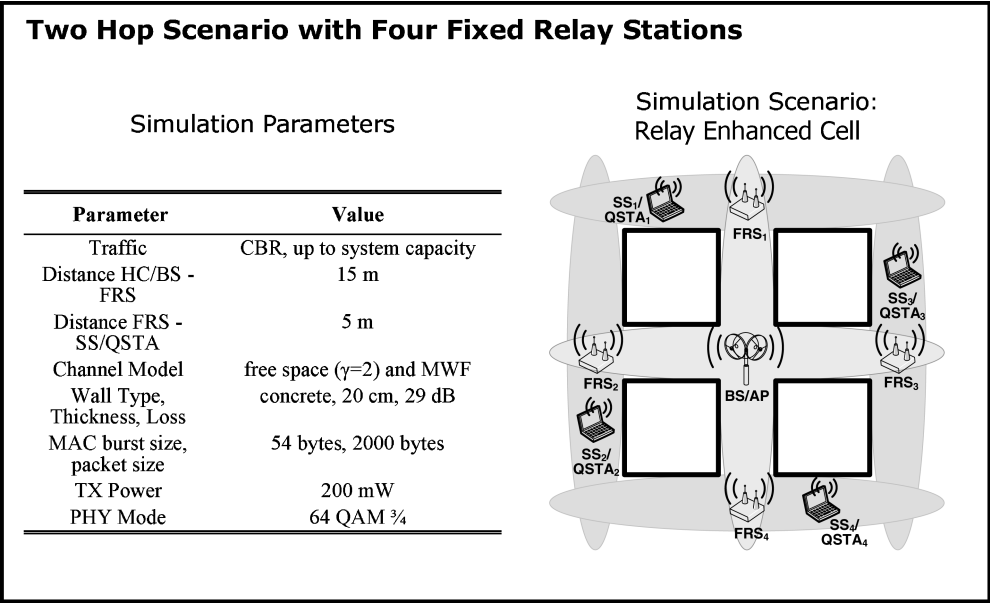 Two Hop Scenario with Four Fixed Relay Stations
Simulation Parameters
Parameter Value
Traffic CBR, up to system capacity
Distance HC/BS - 15 m
FRS
Distance FRS - 5 m
SS/QSTA
Channel Model free space (γ=2) and MWF
Wall Type, concrete, 20 cm, 29 dB
Thickness, Loss
MAC burst size, 54 bytes, 2000 bytes
packet size
TX Power 200 mW
PHY Mode 64 QAM ¾
Simulation Scenario:
Relay Enhanced Cell
SS1/
QSTA1
FRS1
SS3/
QSTA3
FRS2
BS/AP
FRS3
SS2/
QSTA2
FRS4
SS4/
QSTA4